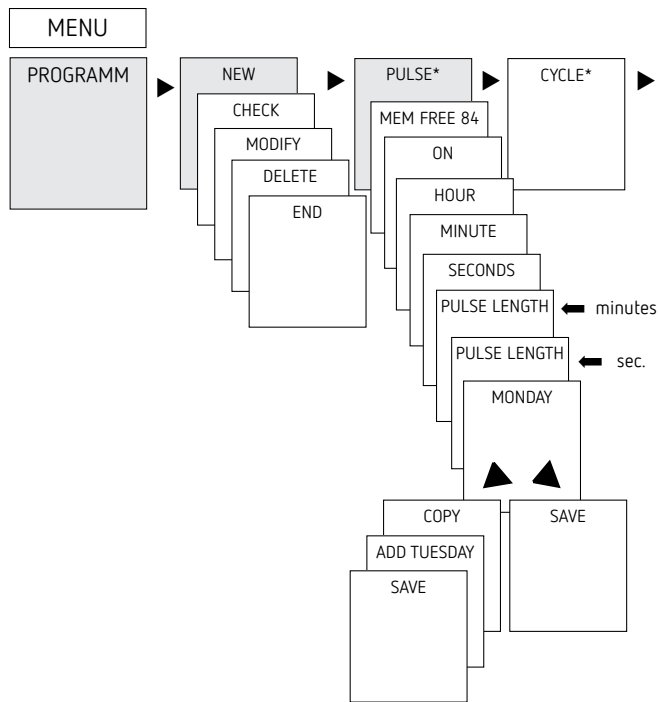 MENU
PROGRAMM
NEW
CHECK
MODIFY
DELETE
END
PULSE*
MEM FREE 84
ON
HOUR
MINUTE
SECONDS
PULSE LENGTH
minutes
PULSE LENGTH
sec.
MONDAY
COPY
ADD TUESDAY
SAVE
SAVE
CYCLE*